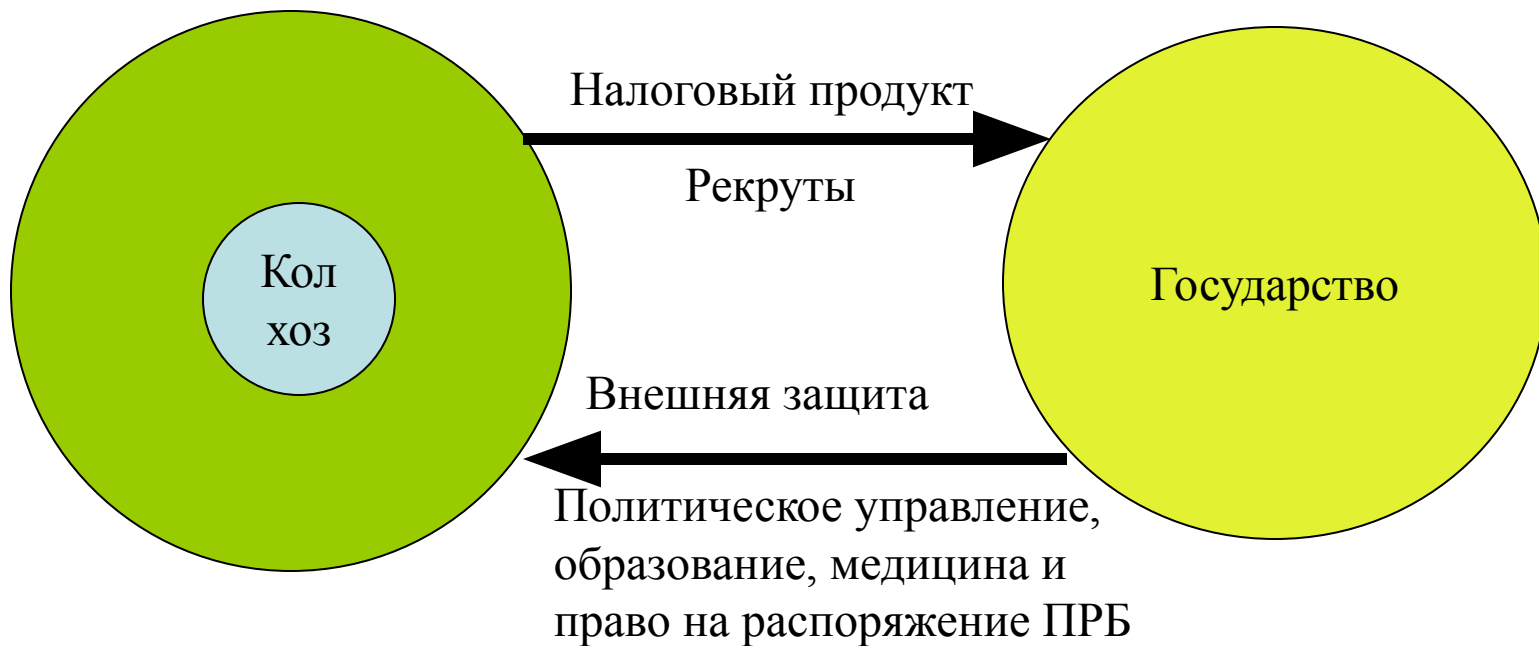 Налоговый продукт
Рекруты
Кол
хоз
Государство
Внешняя защита
Политическое управление,
образование, медицина и
право на распоряжение ПРБ